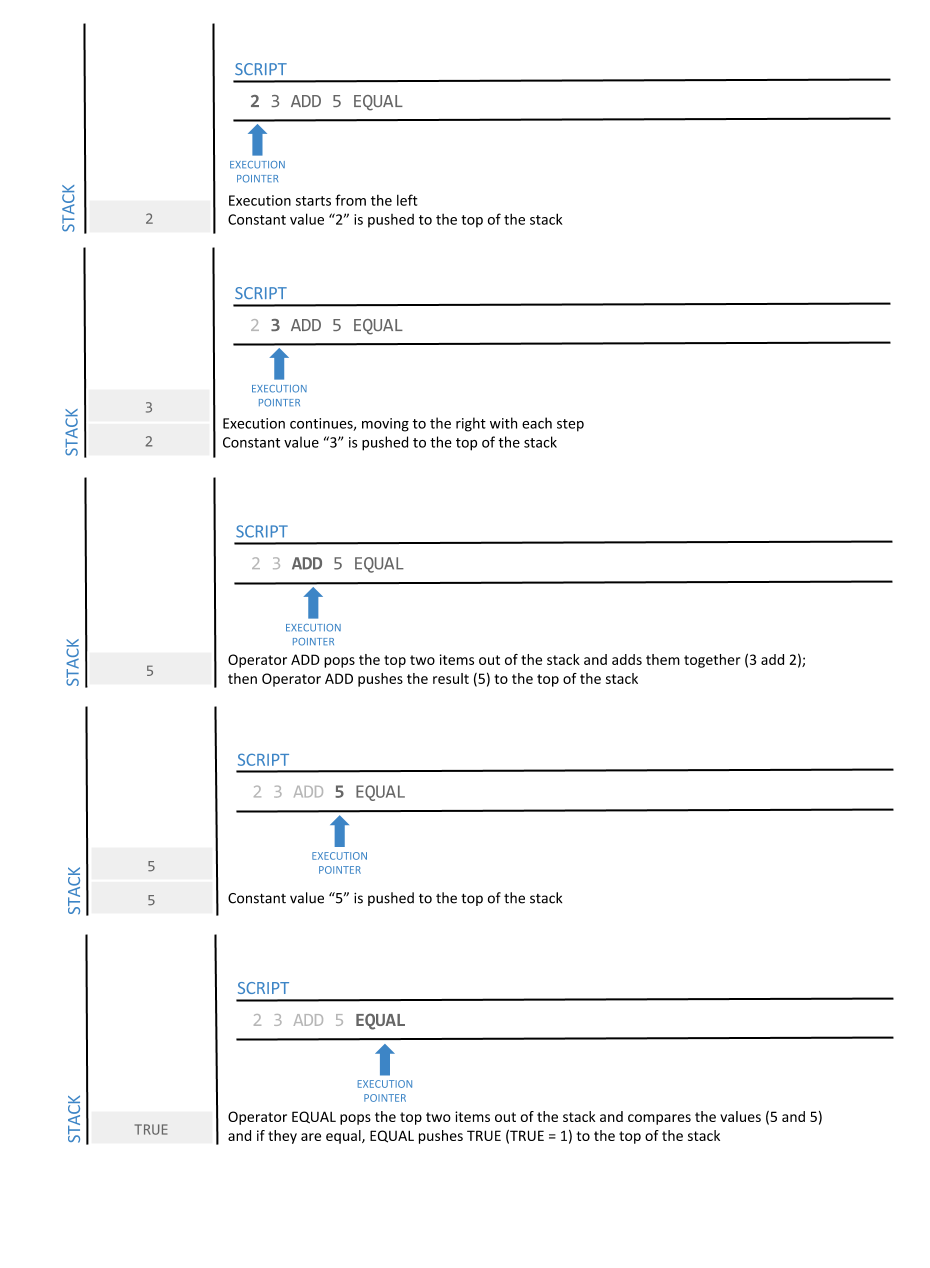 SCRIPT
2 3 ADD 5 EQUAL
EXECUTION
POINTER
STACK
2
Execution starts from the left
Constant value “2” is pushed to the top of the stack
SCRIPT
2 3 ADD 5 EQUAL
EXECUTION
POINTER
STACK
3
2
Execution continues, moving to the right with each step
Constant value “3” is pushed to the top of the stack
SCRIPT
2 3 ADD 5 EQUAL
EXECUTION
POINTER
STACK
5
Operator ADD pops the top two items out of the stack and adds them together (3 add 2);
then Operator ADD pushes the result (5) to the top of the stack
SCRIPT
2 3 ADD 5 EQUAL
EXECUTION
POINTER
STACK
5
5
Constant value “5” is pushed to the top of the stack
SCRIPT
2 3 ADD 5 EQUAL
EXECUTION
POINTER
STACK
TRUE
Operator EQUAL pops the top two items out of the stack and compares the values (5 and 5)
and if they are equal, EQUAL pushes TRUE (TRUE = 1) to the top of the stack